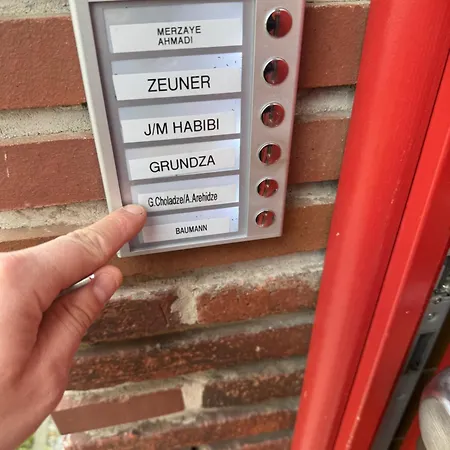 MERZAYE
AHMADI
ZEUNER
J/M HABIBI
GRUNDZA
G.Choladze/A.Arehidze
BAUMANN